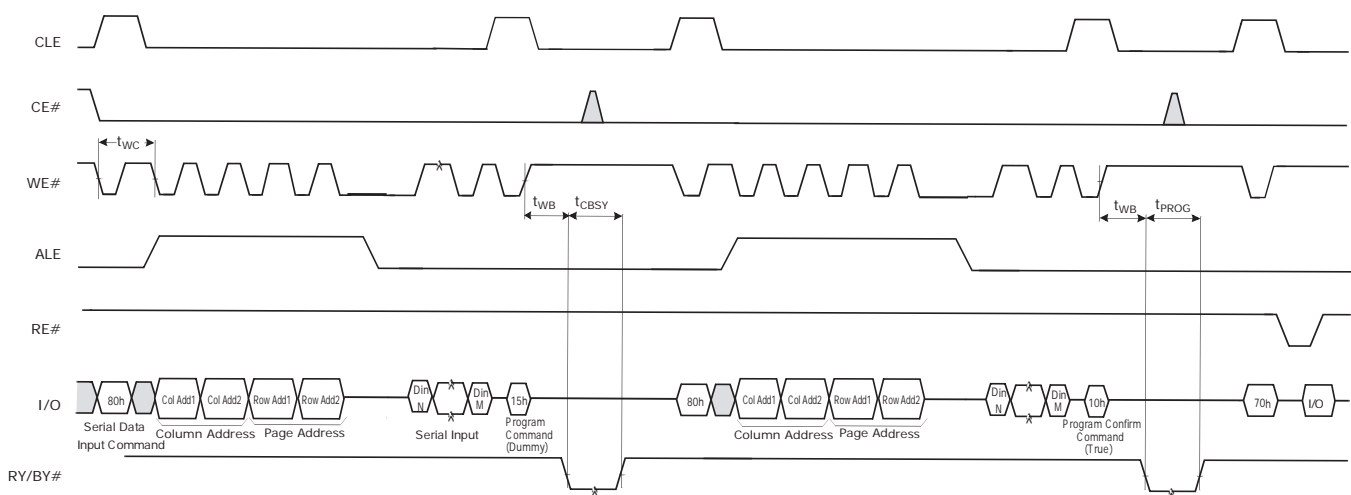 CLE
CE#
tWC
WE#
tWB
tCBSY
tWB
tPROG
ALE
RE#
I/O
80h
Col Add1
Col Add2
Row Add1
Row Add2
Din
N
Din
M
15h
80h
Col Add1
Col Add2
Row Add1
Row Add2
Din
N
Din
M
10h
70h
I/O
Serial Data
Input Command
Column Address
Page Address
Serial Input
Program
Command
(Dummy)
Column Address
Page Address
Program Confirm
Command
(True)
RY/BY#